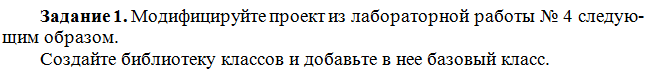 Задание 1. Модифицируйте проект из лабораторной работы № 4 следую-
щим образом.
Создайте библиотеку классов и добавьте в нее базовый класс.